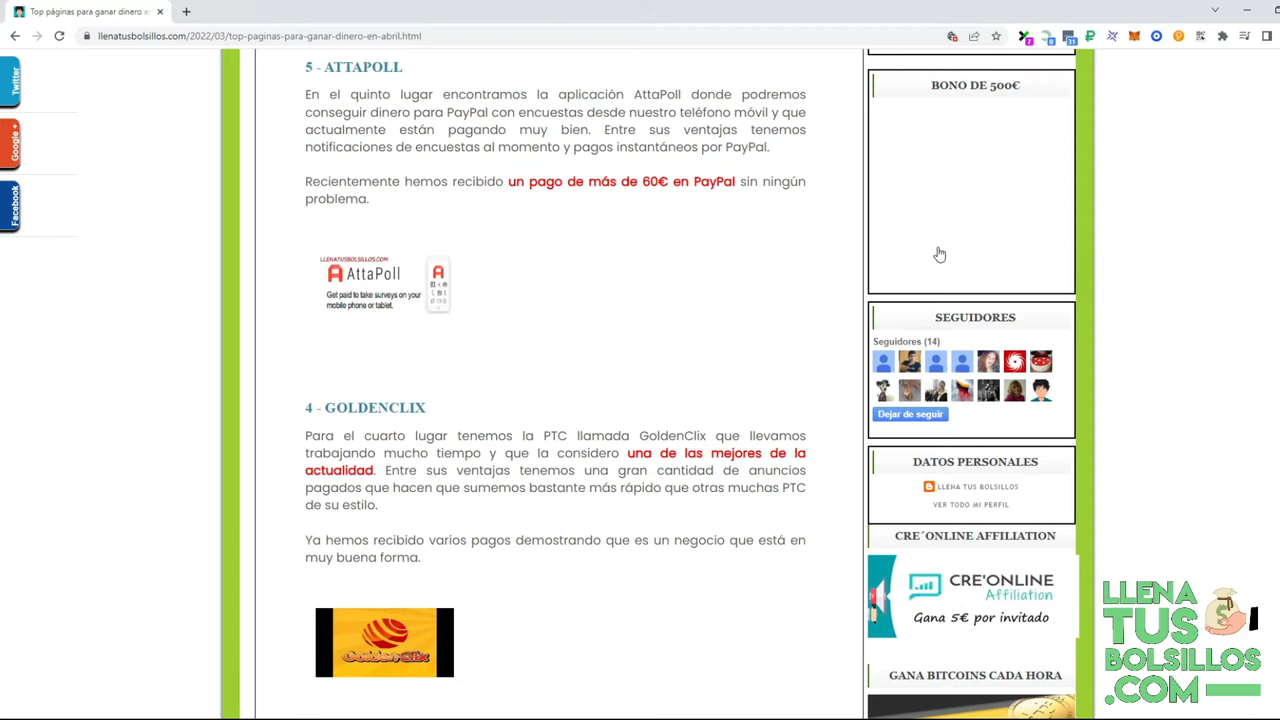 Top páginas para ganar dinero e
llenatusbolsillos.com/2022/03/top-paginas-para-ganar-dinero-en-abril.html
Twitter
Google +
Facebook
5 - ATTAPOLL
En el quinto lugar encontramos la aplicación AttaPoll donde podremos
conseguir dinero para PayPal con encuestas desde nuestro teléfono móvil y que
actualmente están pagando muy bien. Entre sus ventajas tenemos
notificaciones de encuestas al momento y pagos instantáneos por PayPal.
Recientemente hemos recibido un pago de más de 60€ en PayPal sin ningún
problema.
LLENATUSBOLSILLOS.COM
AttaPoll
Get paid to take surveys on your
mobile phone or tablet.
4 - GOLDENCLIX
Para el cuarto lugar tenemos la PTC llamada GoldenClix que llevamos
trabajando mucho tiempo y que la considero una de las mejores de la
actualidad. Entre sus ventajas tenemos una gran cantidad de anuncios
pagados que hacen que sumemos bastante más rápido que otras muchas PTC
de su estilo.
Ya hemos recibido varios pagos demostrando que es un negocio que está en
muy buena forma.
GoldenClix
BONO DE 500€
SEGUIDORES
Seguidores (14)
Dejar de seguir
DATOS PERSONALES
LLENA TUS BOLSILLOS
VER TODO MI PERFIL
CRE´ONLINE AFFILIATION
CRE'ONLINE
Affiliation
Gana 5€ por invitado
GANA BITCOINS CADA HORA
LLENA
TUS
BOLSILLOS
.COM